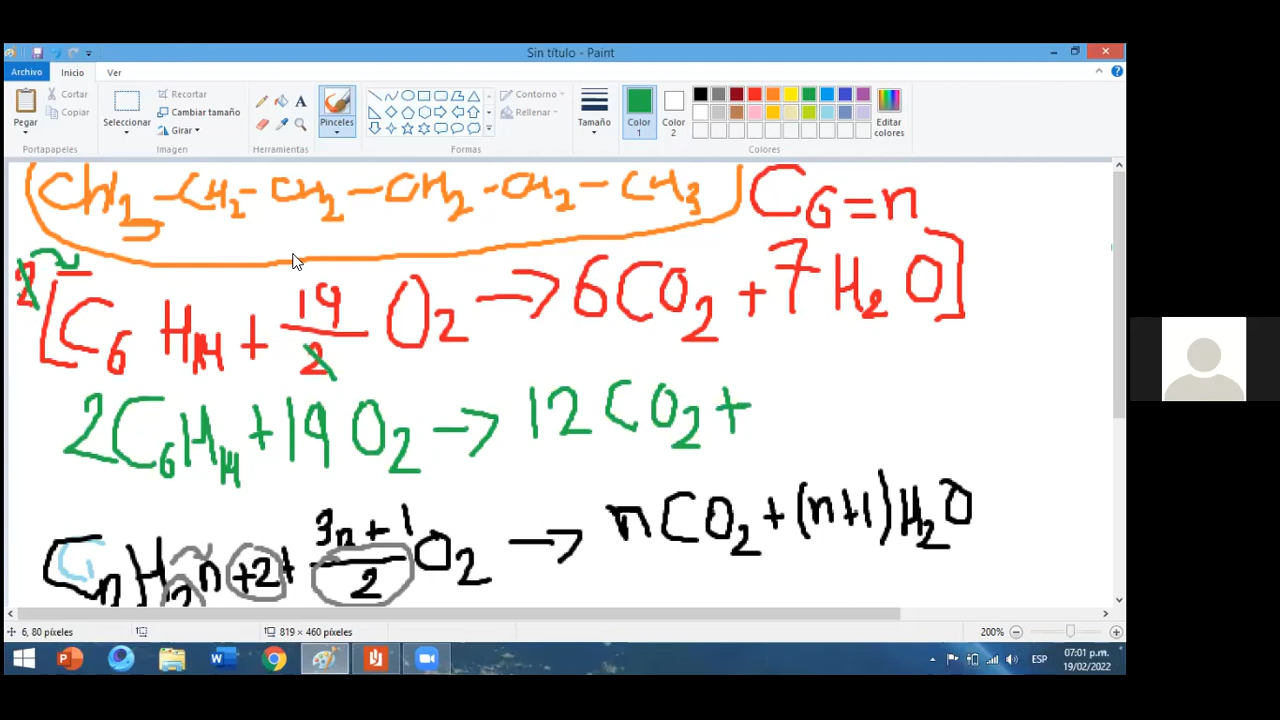 Sin título - Paint
Archivo Inicio Ver
Pegar Cortar Copiar Portapapeles
Seleccionar Recortar Cambiar tamaño Girar Imagen
A Herramientas
Pinceles
Contorno Rellenar Formas
Tamaño
Color 1 Color 2 Editar colores Colores
CH2 - CH2 - CH2 - CH2 - CH2 - CH3 C6 = n
2 [C6 H14 + 19/2 O2 → 6CO2 + 7H2O]
2C6H14 + 19O2 → 12CO2 +
CnH2n+2 + 3n+1/2 O2 → nCO2 + (n+1)H2O
6, 80 píxeles 819 × 460 píxeles 200%
ESP 07:01 p.m.
19/02/2022